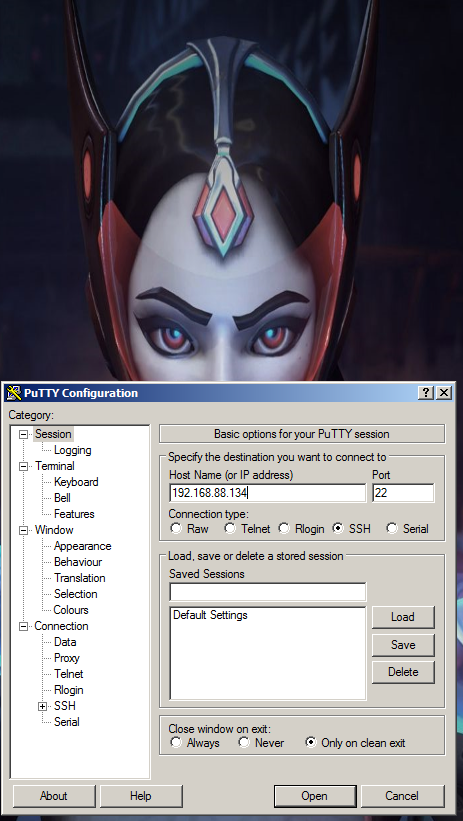 PuTTY Configuration
Category:
Session
Logging
Terminal
Keyboard
Bell
Features
Window
Appearance
Behaviour
Translation
Selection
Colours
Connection
Data
Proxy
Telnet
Rlogin
SSH
Serial
Basic options for your PuTTY session
Specify the destination you want to connect to
Host Name (or IP address) Port
192.168.88.134 22
Connection type:
Raw Telnet Rlogin SSH Serial
Load, save or delete a stored session
Saved Sessions
Default Settings
Load
Save
Delete
Close window on exit:
Always Never Only on clean exit
About Help Open Cancel